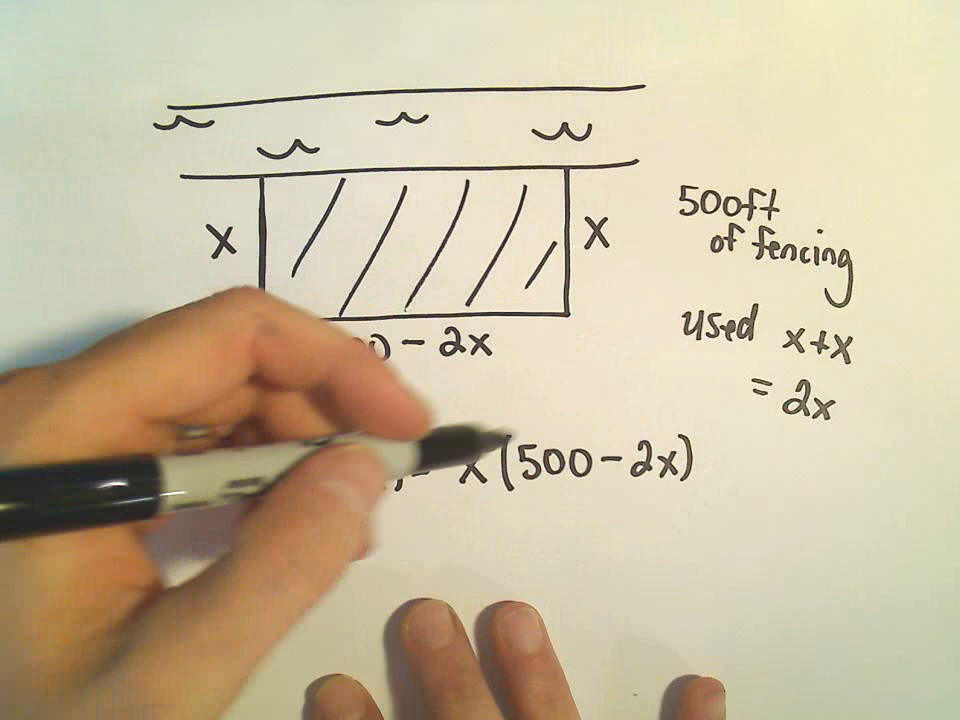 X
X
500ft
of fencing
used x+x
= 2x
- 2x
= x(500-2x)